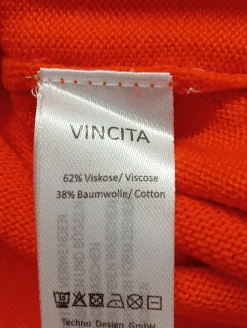 VINCITA
62% Viskose/ Viscose
38% Baumwolle/ Cotton
Techno Design GmbH